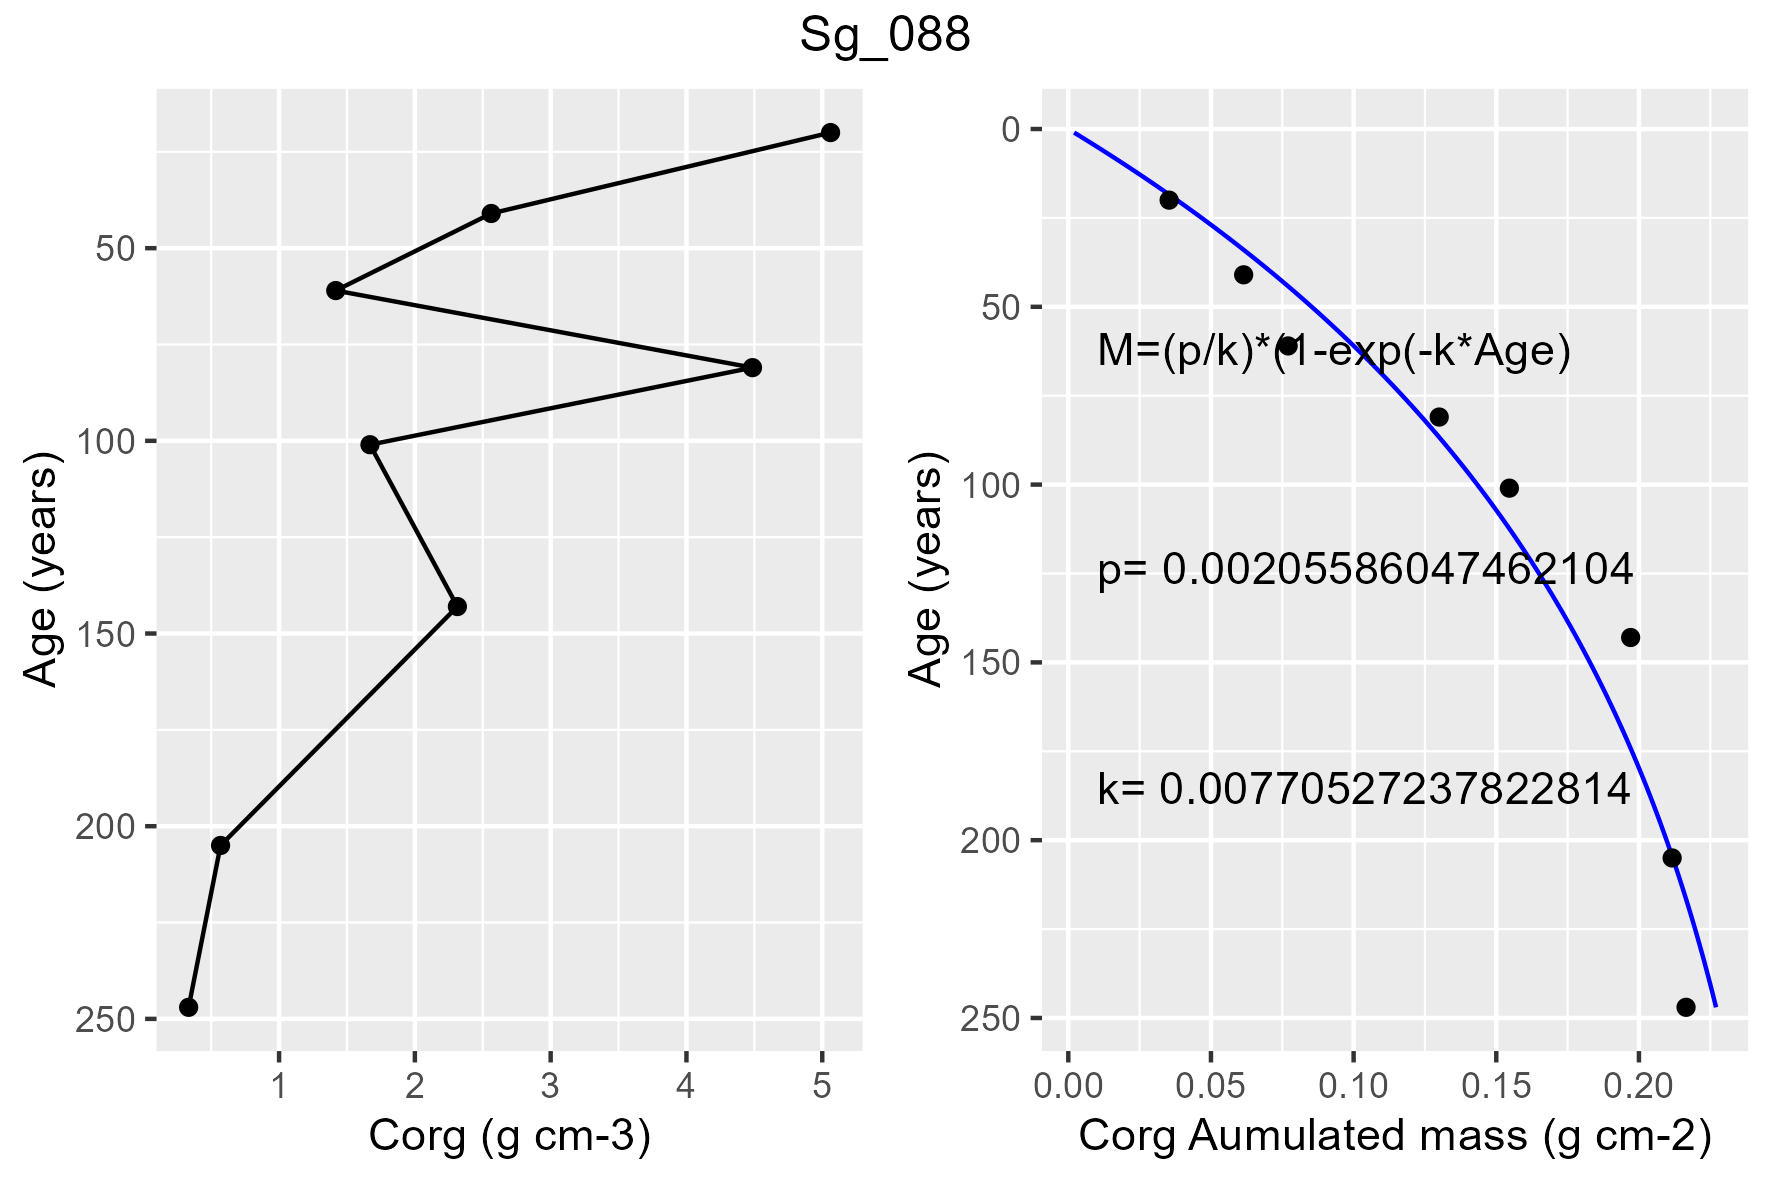 Sg_088
50
100
150
200
250
Age (years)
1 2 3 4 5
Corg (g cm-3)
0
50
100
150
200
250
Age (years)
M=(p/k)*(1-exp(-k*Age)
p= 0.00205586047462104
k= 0.00770527237822814
0.00 0.05 0.10 0.15 0.20
Corg Aumulated mass (g cm-2)